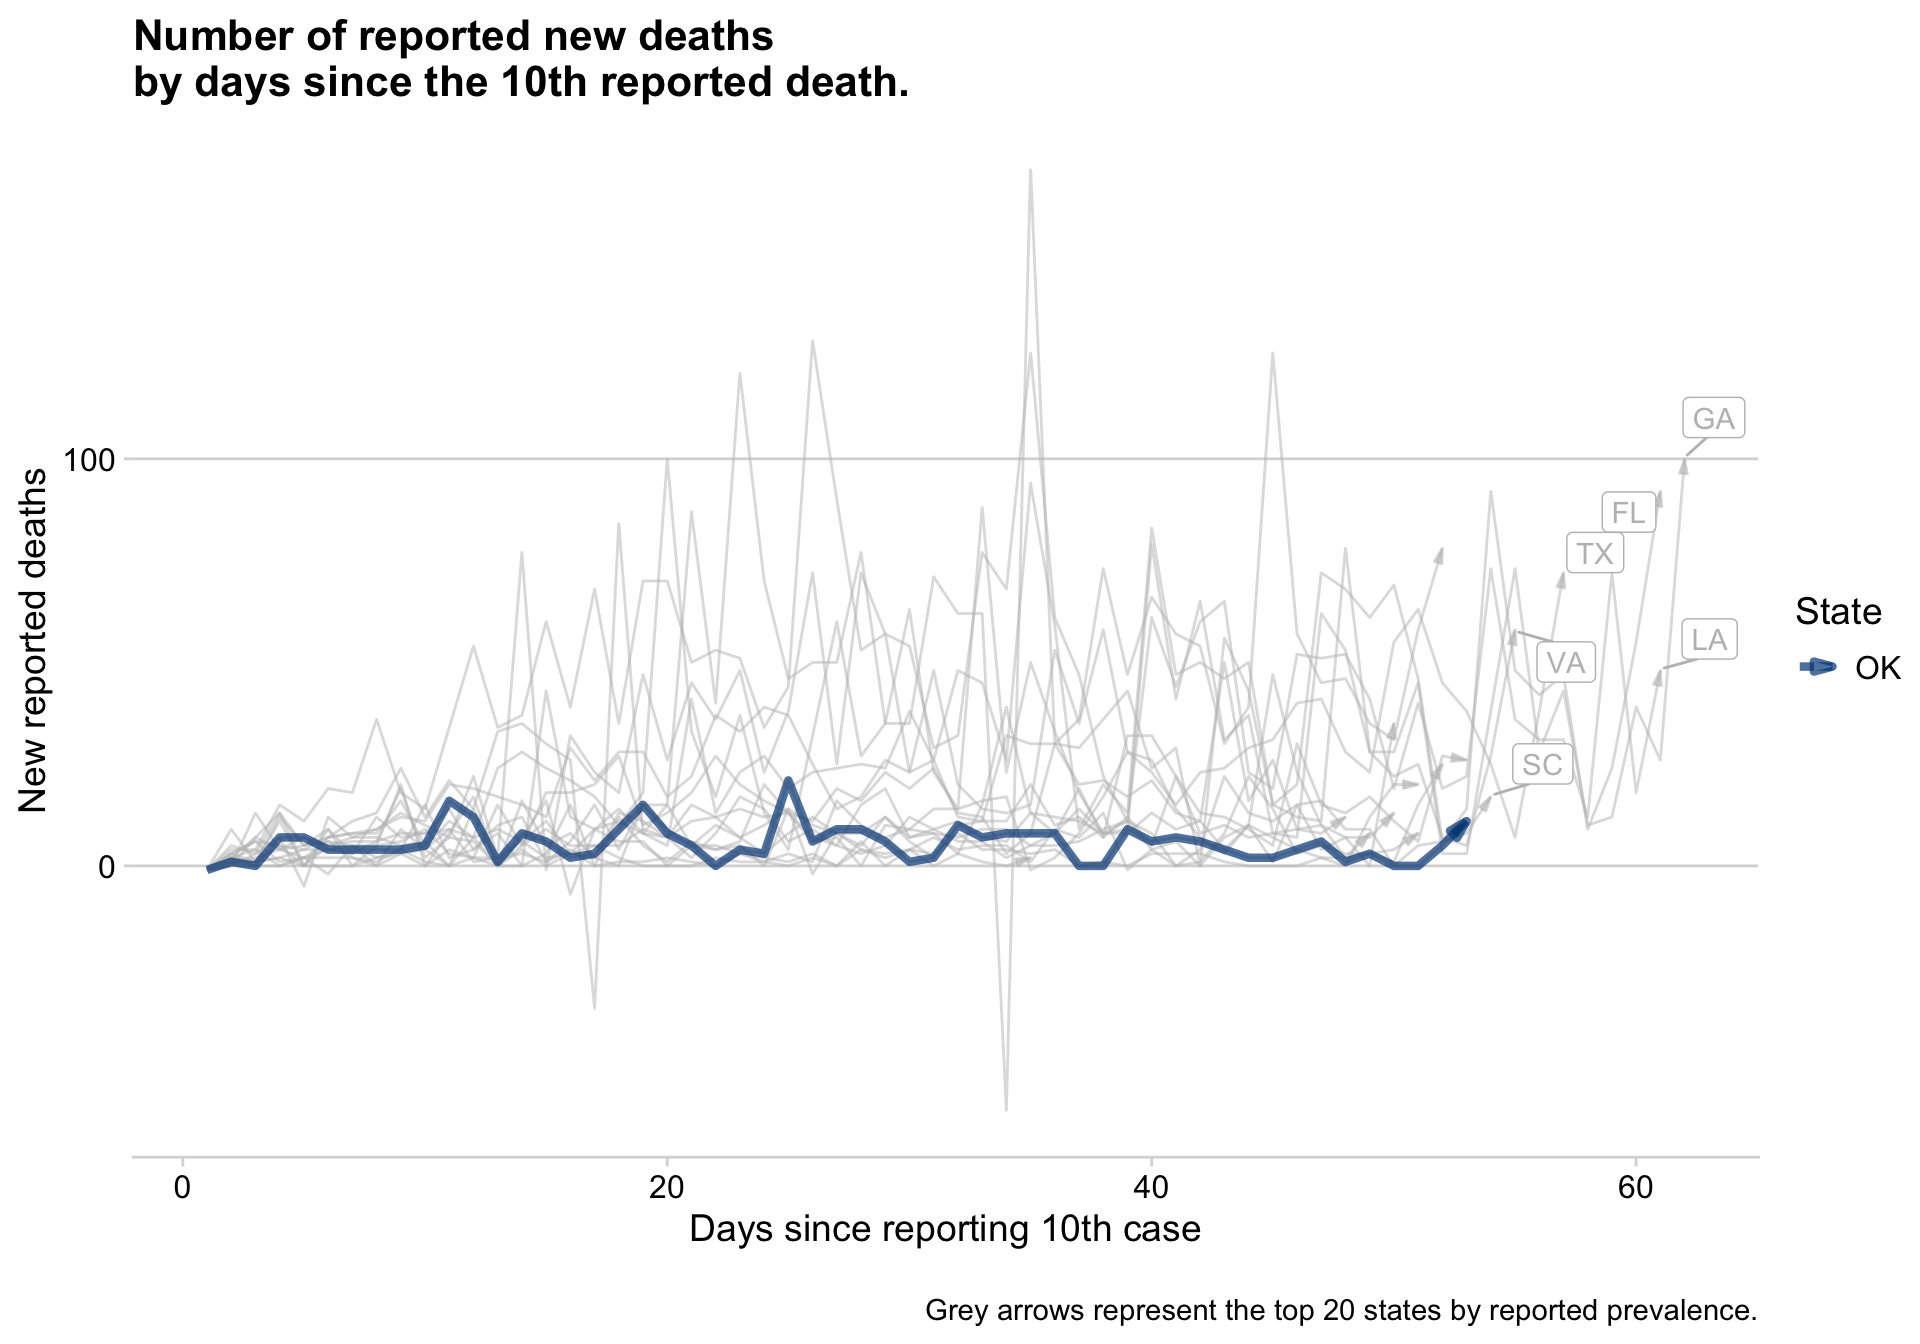 Number of reported new deaths
by days since the 10th reported death.
New reported deaths
100
0
GA
FL
TX
LA
VA
SC
State
OK
0
20
40
60
Days since reporting 10th case
Grey arrows represent the top 20 states by reported prevalence.